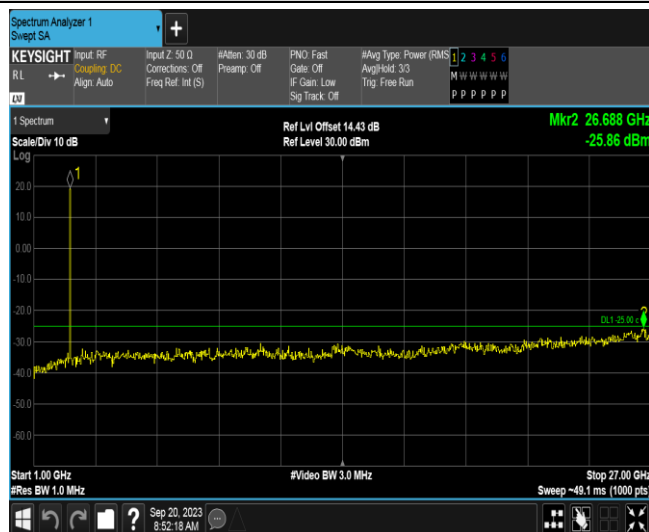 Spectrum Analyzer 1
Swept SA
KEYSIGHT
RL
LXI
Input: RF
Coupling: DC
Align: Auto
Input Z: 50 Ω
Corrections: Off
Freq Ref: Int (S)
#Atten: 30 dB
Preamp: Off
PNO: Fast
Gate: Off
IF Gain: Low
Sig Track: Off
#Avg Type: Power (RMS
Avg|Hold: 3/3
Trig: Free Run
1 2 3 4 5 6
M W W W W W
P P P P P P
1 Spectrum
Scale/Div 10 dB
Ref Lvl Offset 14.43 dB
Ref Level 30.00 dBm
Mkr2 26.688 GHz
-25.86 dBm
Log
1
20.0
10.0
0.00
-10.0
-20.0
-30.0
-40.0
-50.0
-60.0
2
Start 1.00 GHz
#Res BW 1.0 MHz
#Video BW 3.0 MHz
Stop 27.00 GHz
Sweep ~49.1 ms (1000 pts)
?
Sep 20, 2023
8:52:18 AM